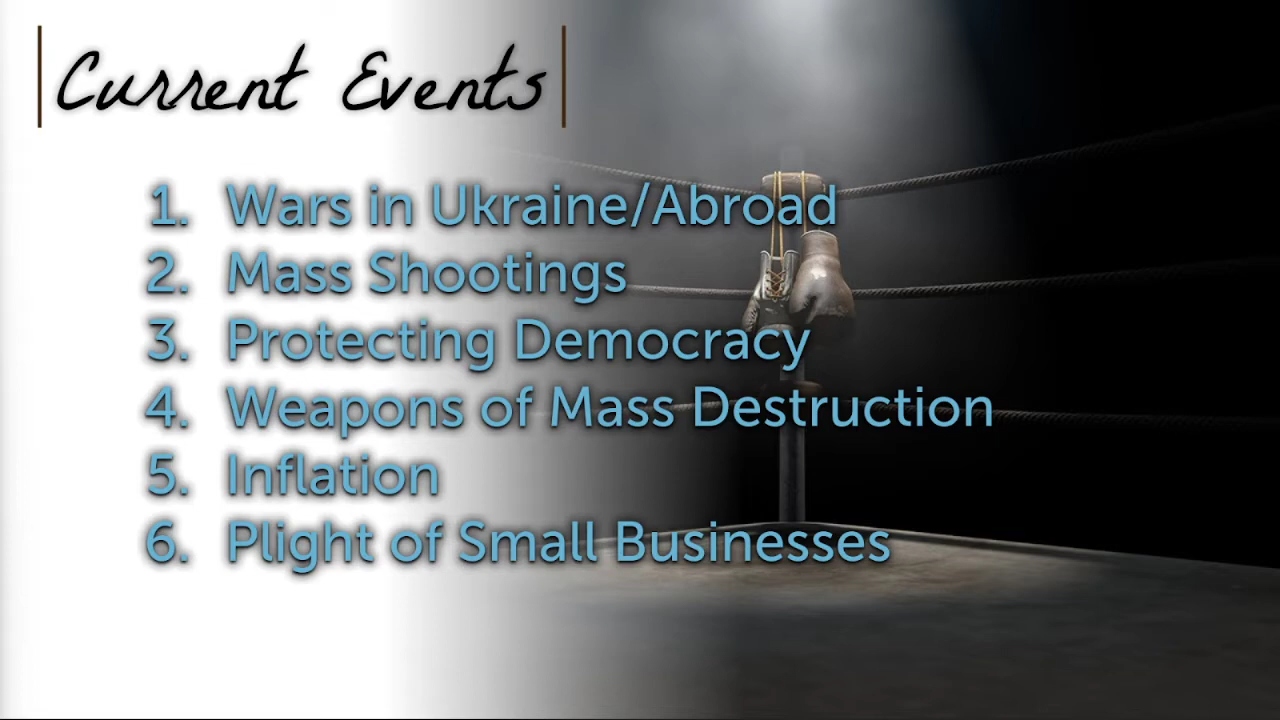 Current Events
1. Wars in Ukraine/Abroad
2. Mass Shootings
3. Protecting Democracy
4. Weapons of Mass Destruction
5. Inflation
6. Plight of Small Businesses